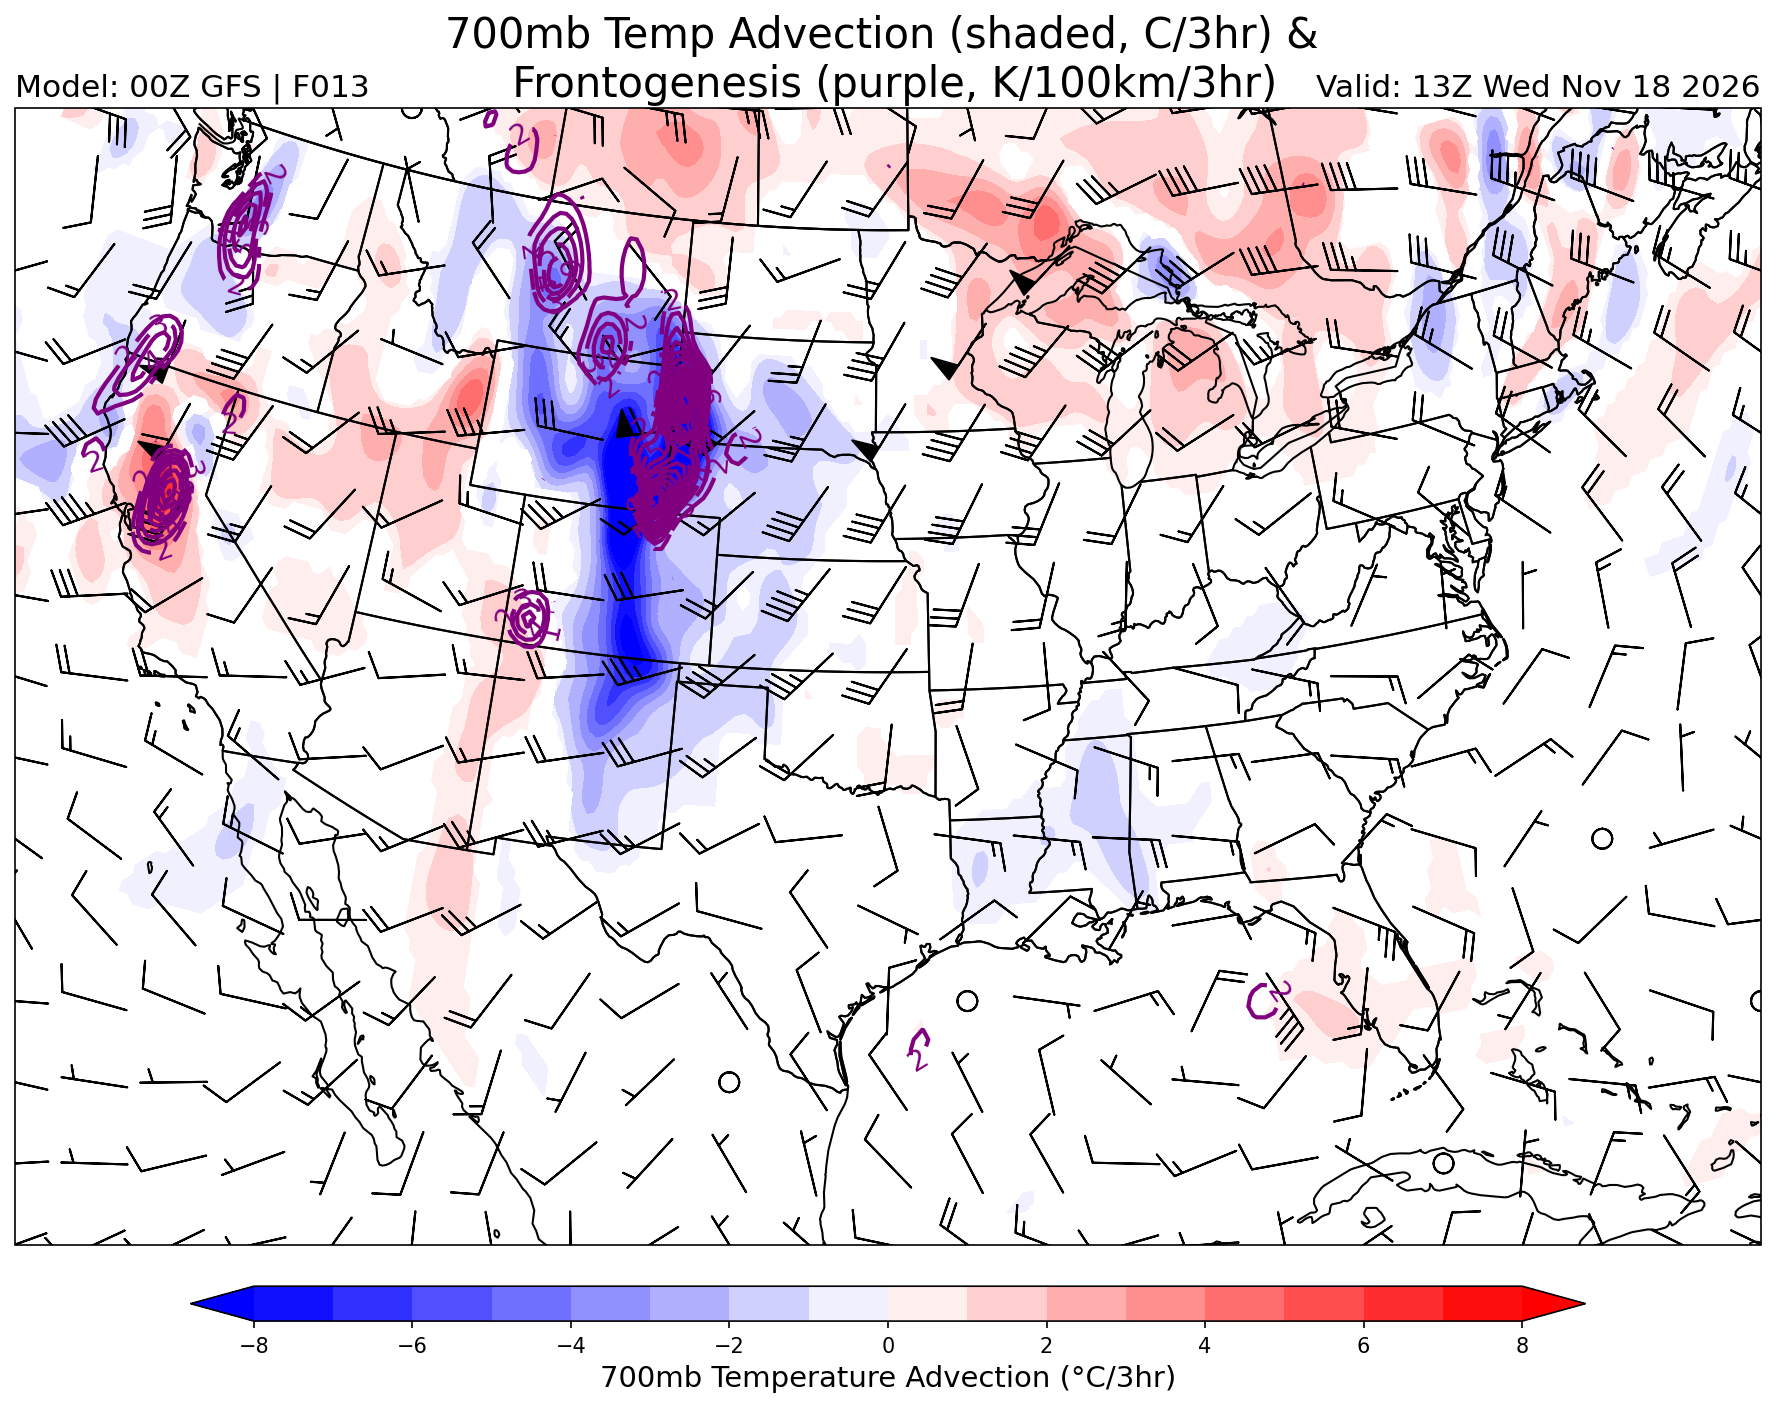 700mb Temp Advection (shaded, C/3hr) &
Model: 00Z GFS | F013
Frontogenesis (purple, K/100km/3hr)
Valid: 13Z Wed Nov 18 2026
−8 −6 −4 −2 0 2 4 6 8
700mb Temperature Advection (°C/3hr)